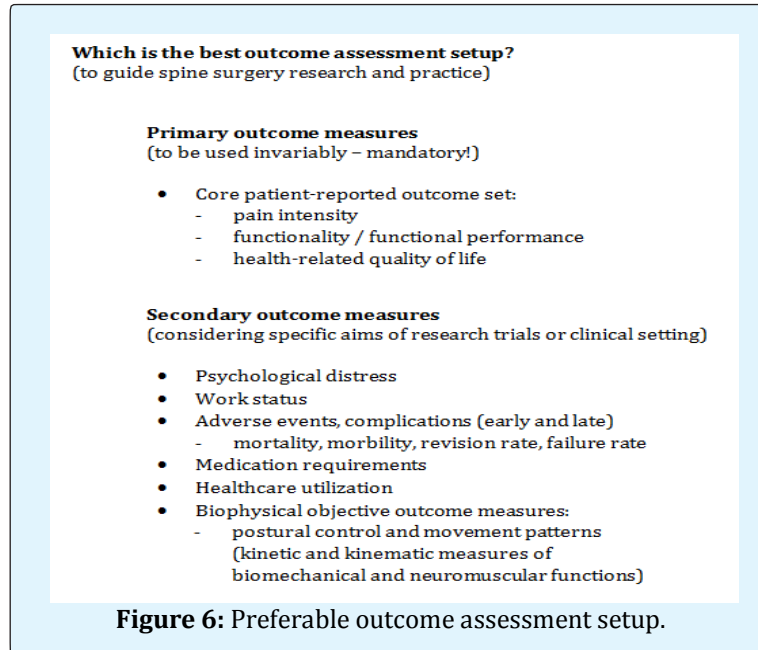 Which is the best outcome assessment setup?
(to guide spine surgery research and practice)
Primary outcome measures
(to be used invariably – mandatory!)
• Core patient-reported outcome set:
- pain intensity
- functionality / functional performance
- health-related quality of life
Secondary outcome measures
(considering specific aims of research trials or clinical setting)
• Psychological distress
• Work status
• Adverse events, complications (early and late)
- mortality, morbility, revision rate, failure rate
• Medication requirements
• Healthcare utilization
• Biophysical objective outcome measures:
- postural control and movement patterns
(kinetic and kinematic measures of
biomechanical and neuromuscular functions)
Figure 6: Preferable outcome assessment setup.